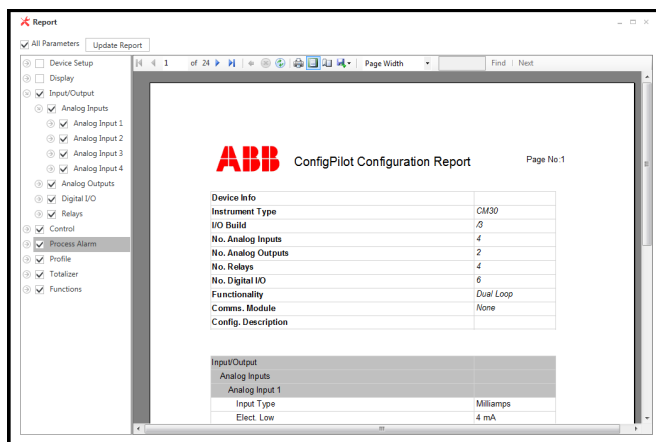 Report
All Parameters Update Report
1 of 24 Page Width Find Next
Device Setup
Display
Input/Output
Analog Inputs
Analog Input 1
Analog Input 2
Analog Input 3
Analog Input 4
Analog Outputs
Digital I/O
Relays
Control
Process Alarm
Profile
Totalizer
Functions
ABB ConfigPilot Configuration Report Page No:1
Device Info
Instrument Type CM30
I/O Build /3
No. Analog Inputs 4
No. Analog Outputs 2
No. Relays 4
No. Digital I/O 6
Functionality Dual Loop
Comms. Module None
Config. Description
Input/Output
Analog Inputs
Analog Input 1
Input Type Milliamps
Elect. Low 4 mA